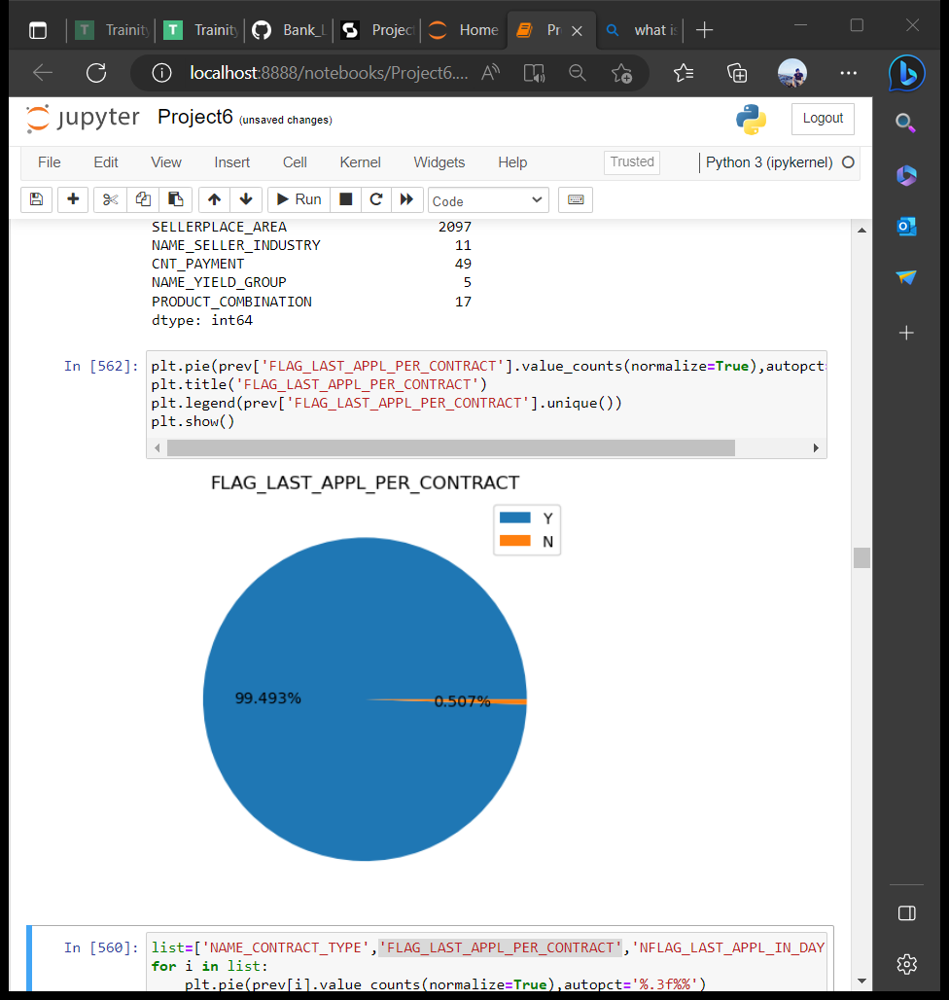 Trainity
Trainity
Bank_L
Project
Home
Pr
what is
localhost:8888/notebooks/Project6....
jupyter Project6 (unsaved changes)
Logout
File Edit View Insert Cell Kernel Widgets Help
Trusted
Python 3 (ipykernel)
Run
Code
SELLERPLACE_AREA 2097
NAME_SELLER_INDUSTRY 11
CNT_PAYMENT 49
NAME_YIELD_GROUP 5
PRODUCT_COMBINATION 17
dtype: int64
In [562]: plt.pie(prev['FLAG_LAST_APPL_PER_CONTRACT'].value_counts(normalize=True),autopct
plt.title('FLAG_LAST_APPL_PER_CONTRACT')
plt.legend(prev['FLAG_LAST_APPL_PER_CONTRACT'].unique())
plt.show()
FLAG_LAST_APPL_PER_CONTRACT
Y
N
99.493% 0.507%
In [560]: list=['NAME_CONTRACT_TYPE','FLAG_LAST_APPL_PER_CONTRACT','NFLAG_LAST_APPL_IN_DAY
for i in list:
plt.pie(prev[i].value_counts(normalize=True),autopct='%.3f%%')